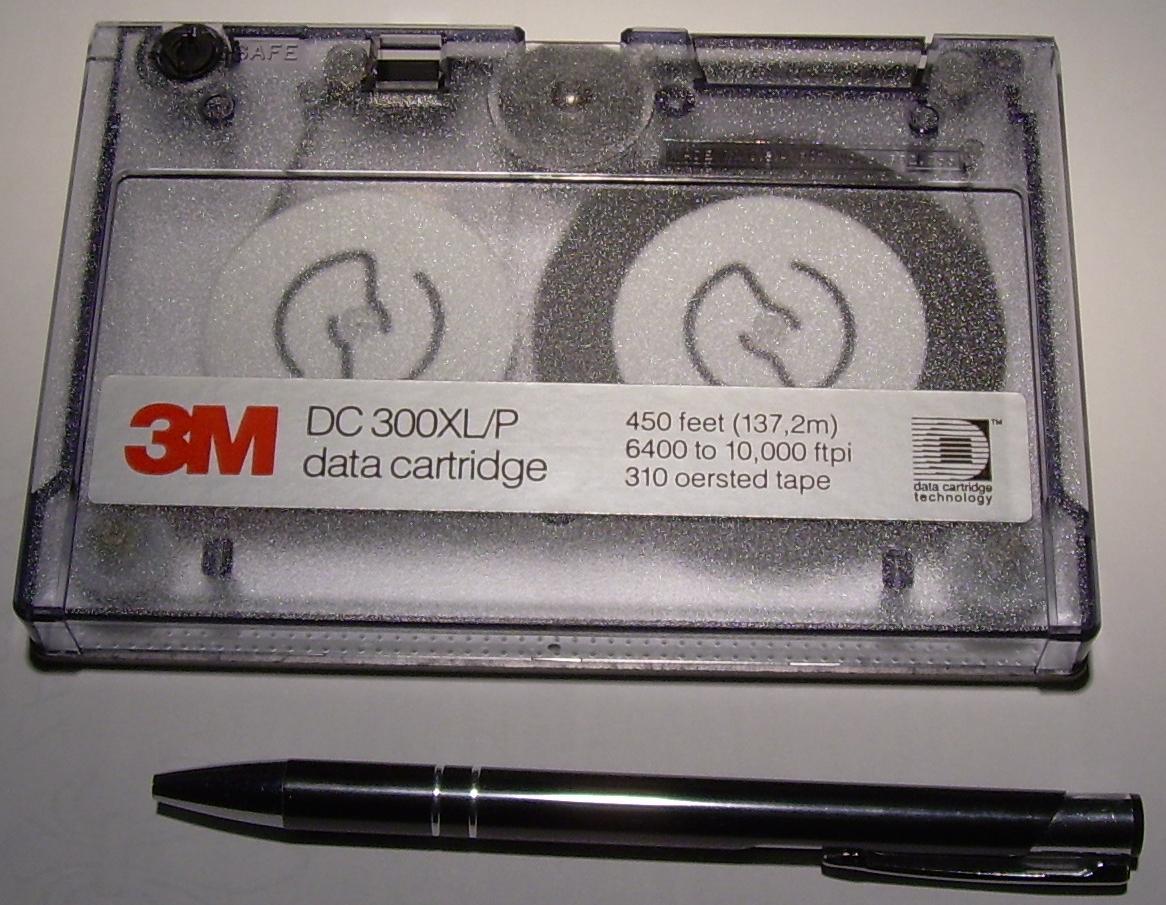 SAFE
3M
DC 300XL/P
data cartridge
450 feet (137,2m)
6400 to 10,000 ftpi
310 oersted tape
TM
data cartridge
technology